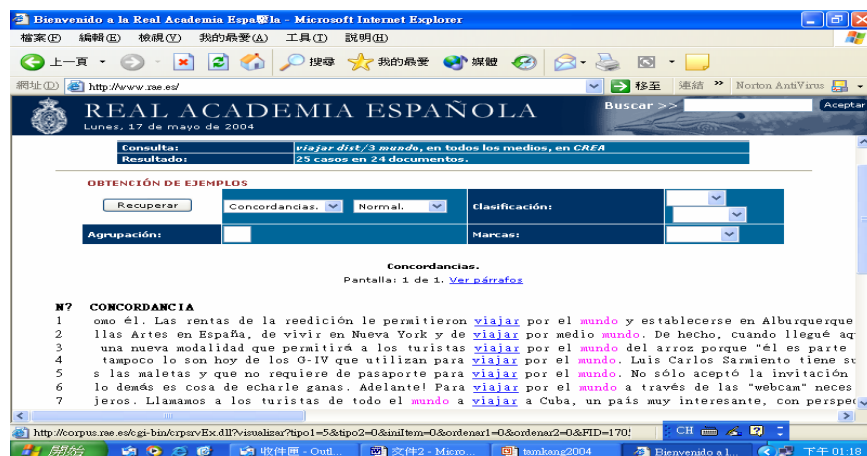 Bienvenido a la Real Academia Espa駉la - Microsoft Internet Explorer
檔案(F) 編輯(E) 檢視(V) 我的最愛(A) 工具(T) 說明(H)
上一頁 搜尋 我的最愛 媒體
網址(D) http://www.rae.es/ 移至 連結 » Norton AntiVirus
REAL ACADEMIA ESPAÑOLA Buscar >> Aceptar
Lunes, 17 de mayo de 2004
Consulta: viajar dist/3 mundo, en todos los medios, en CREA
Resultado: 25 casos en 24 documentos.
OBTENCIÓN DE EJEMPLOS
Recuperar Concordancias. Normal. Clasificación:
Agrupación: Marcas:
Concordancias.
Pantalla: 1 de 1. Ver párrafos
N? CONCORDANCIA
1 omo él. Las rentas de la reedición le permitieron viajar por el mundo y establecerse en Alburquerque
2 llas Artes en España, de vivir en Nueva York y de viajar por medio mundo. De hecho, cuando llegué aq
3 una nueva modalidad que permitirá a los turistas viajar por el mundo del arroz porque "él es parte
4 tampoco lo son hoy de los G-IV que utilizan para viajar por el mundo. Luis Carlos Sarmiento tiene su
5 s las maletas y que no requiere de pasaporte para viajar por el mundo. No sólo aceptó la invitación
6 lo demás es cosa de echarle ganas. Adelante! Para viajar por el mundo a través de las "webcam" neces
7 jeros. Llamamos a los turistas de todo el mundo a viajar a Cuba, un país muy interesante, con perspec
http://corpus.rae.es/cgi-bin/crpsrvEx.dll?visualizar?tipo1=5&tipo2=0&iniItem=0&ordenar1=0&ordenar2=0&FID=170! CH
開始 收件匣 - Outl... 文件2 - Micro... tamkang2004 Bienvenido a l... 下午 01:18